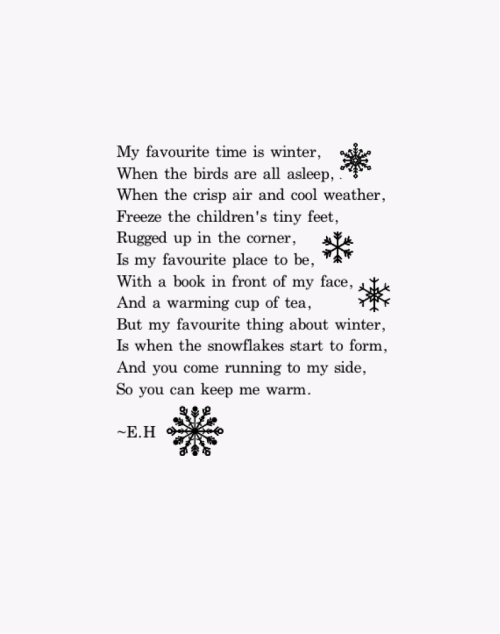 My favourite time is winter,
When the birds are all asleep, .
When the crisp air and cool weather,
Freeze the children's tiny feet,
Rugged up in the corner,
Is my favourite place to be,
With a book in front of my face,
And a warming cup of tea,
But my favourite thing about winter,
Is when the snowflakes start to form,
And you come running to my side,
So you can keep me warm.
~E.H